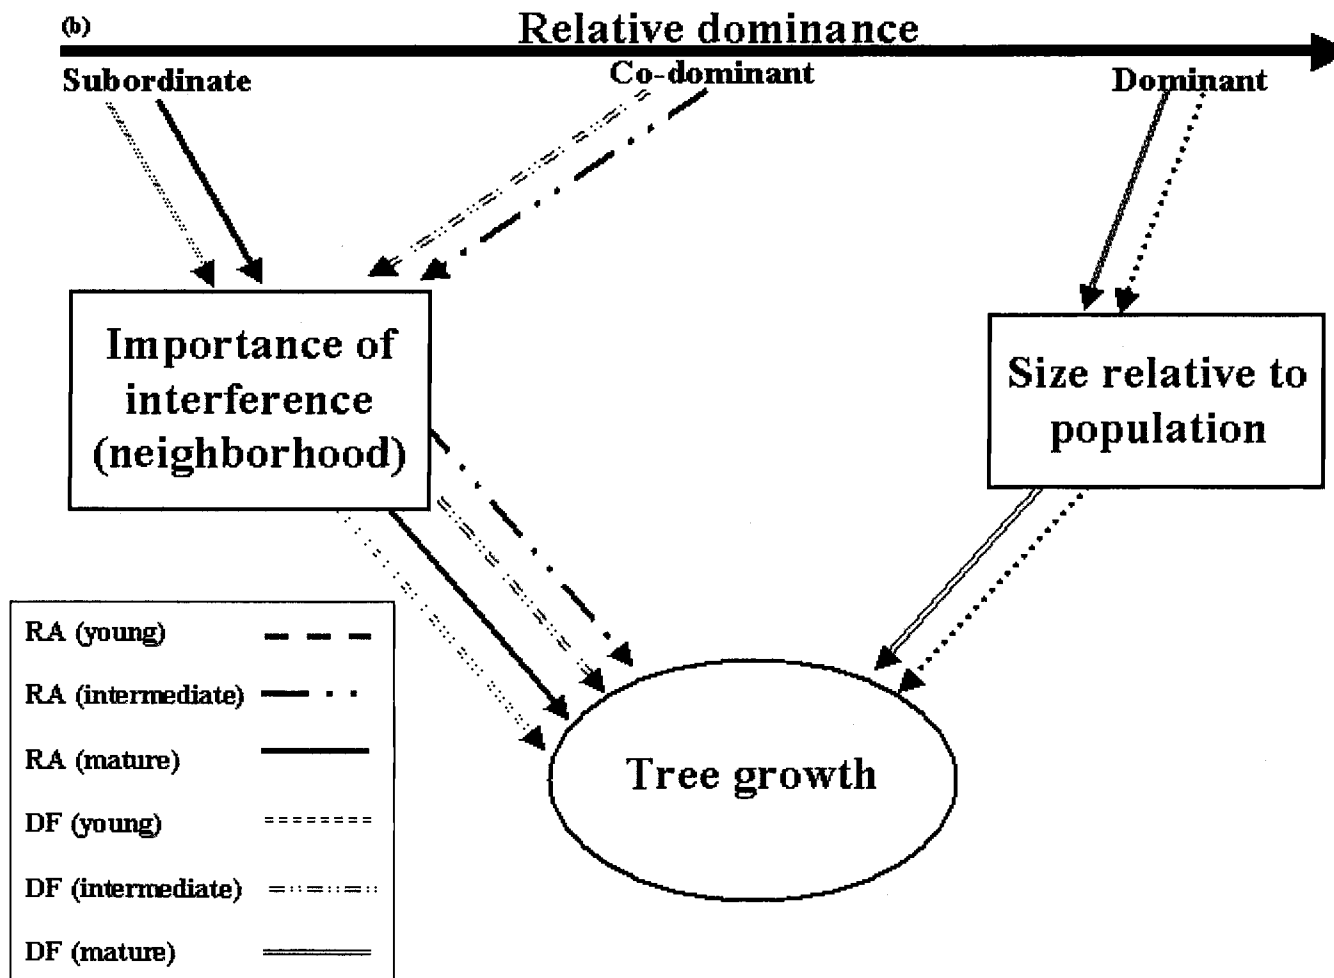 (b)
Relative dominance
Subordinate
Co-dominant
Dominant
Importance of
interference
(neighborhood)
Size relative to
population
Tree growth
RA (young)
RA (intermediate)
RA (mature)
DF (young)
DF (intermediate)
DF (mature)